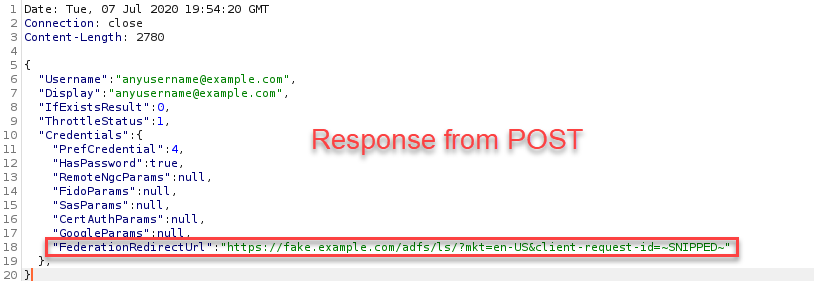 1 Date: Tue, 07 Jul 2020 19:54:20 GMT
2 Connection: close
3 Content-Length: 2780
4
5 {
6 "Username":"anyusername@example.com",
7 "Display":"anyusername@example.com",
8 "IfExistsResult":0,
9 "ThrottleStatus":1,
10 "Credentials":{
11 "PrefCredential":4,
12 "HasPassword":true,
13 "RemoteNgcParams":null,
14 "FidoParams":null,
15 "SasParams":null,
16 "CertAuthParams":null,
17 "GoogleParams":null,
18 "FederationRedirectUrl":"https://fake.example.com/adfs/ls/?mkt=en-US&client-request-id=~SNIPPED~"
19 },
20 }
Response from POST